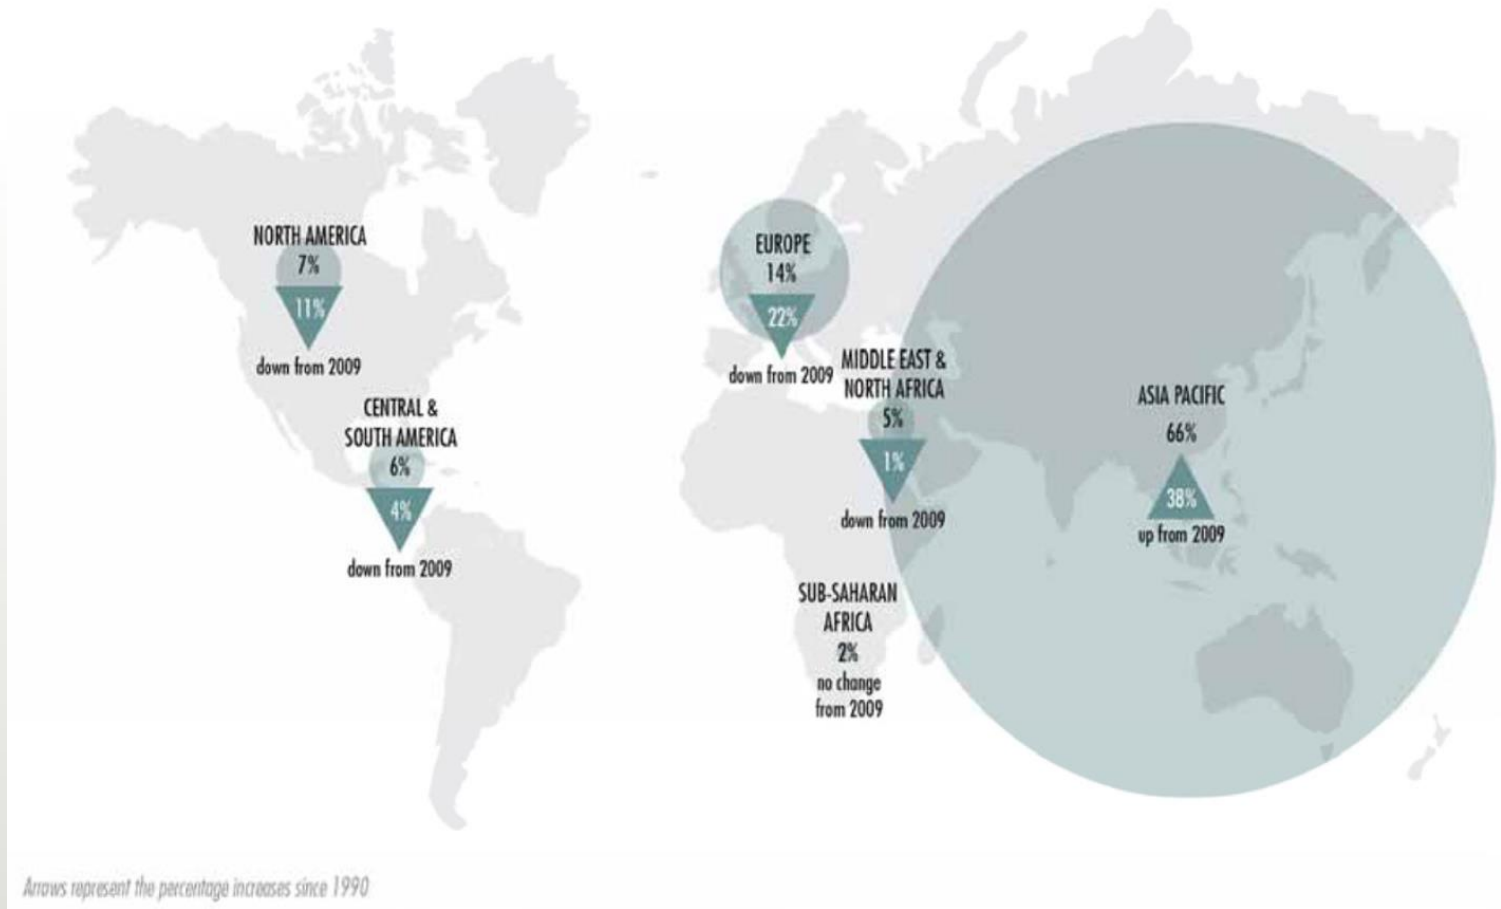 NORTH AMERICA
7%
11%
down from 2009
CENTRAL &
SOUTH AMERICA
6%
4%
down from 2009
EUROPE
14%
22%
down from 2009
MIDDLE EAST &
NORTH AFRICA
5%
1%
down from 2009
SUB-SAHARAN
AFRICA
2%
no change
from 2009
ASIA PACIFIC
66%
38%
up from 2009
Arrows represent the percentage increases since 1990